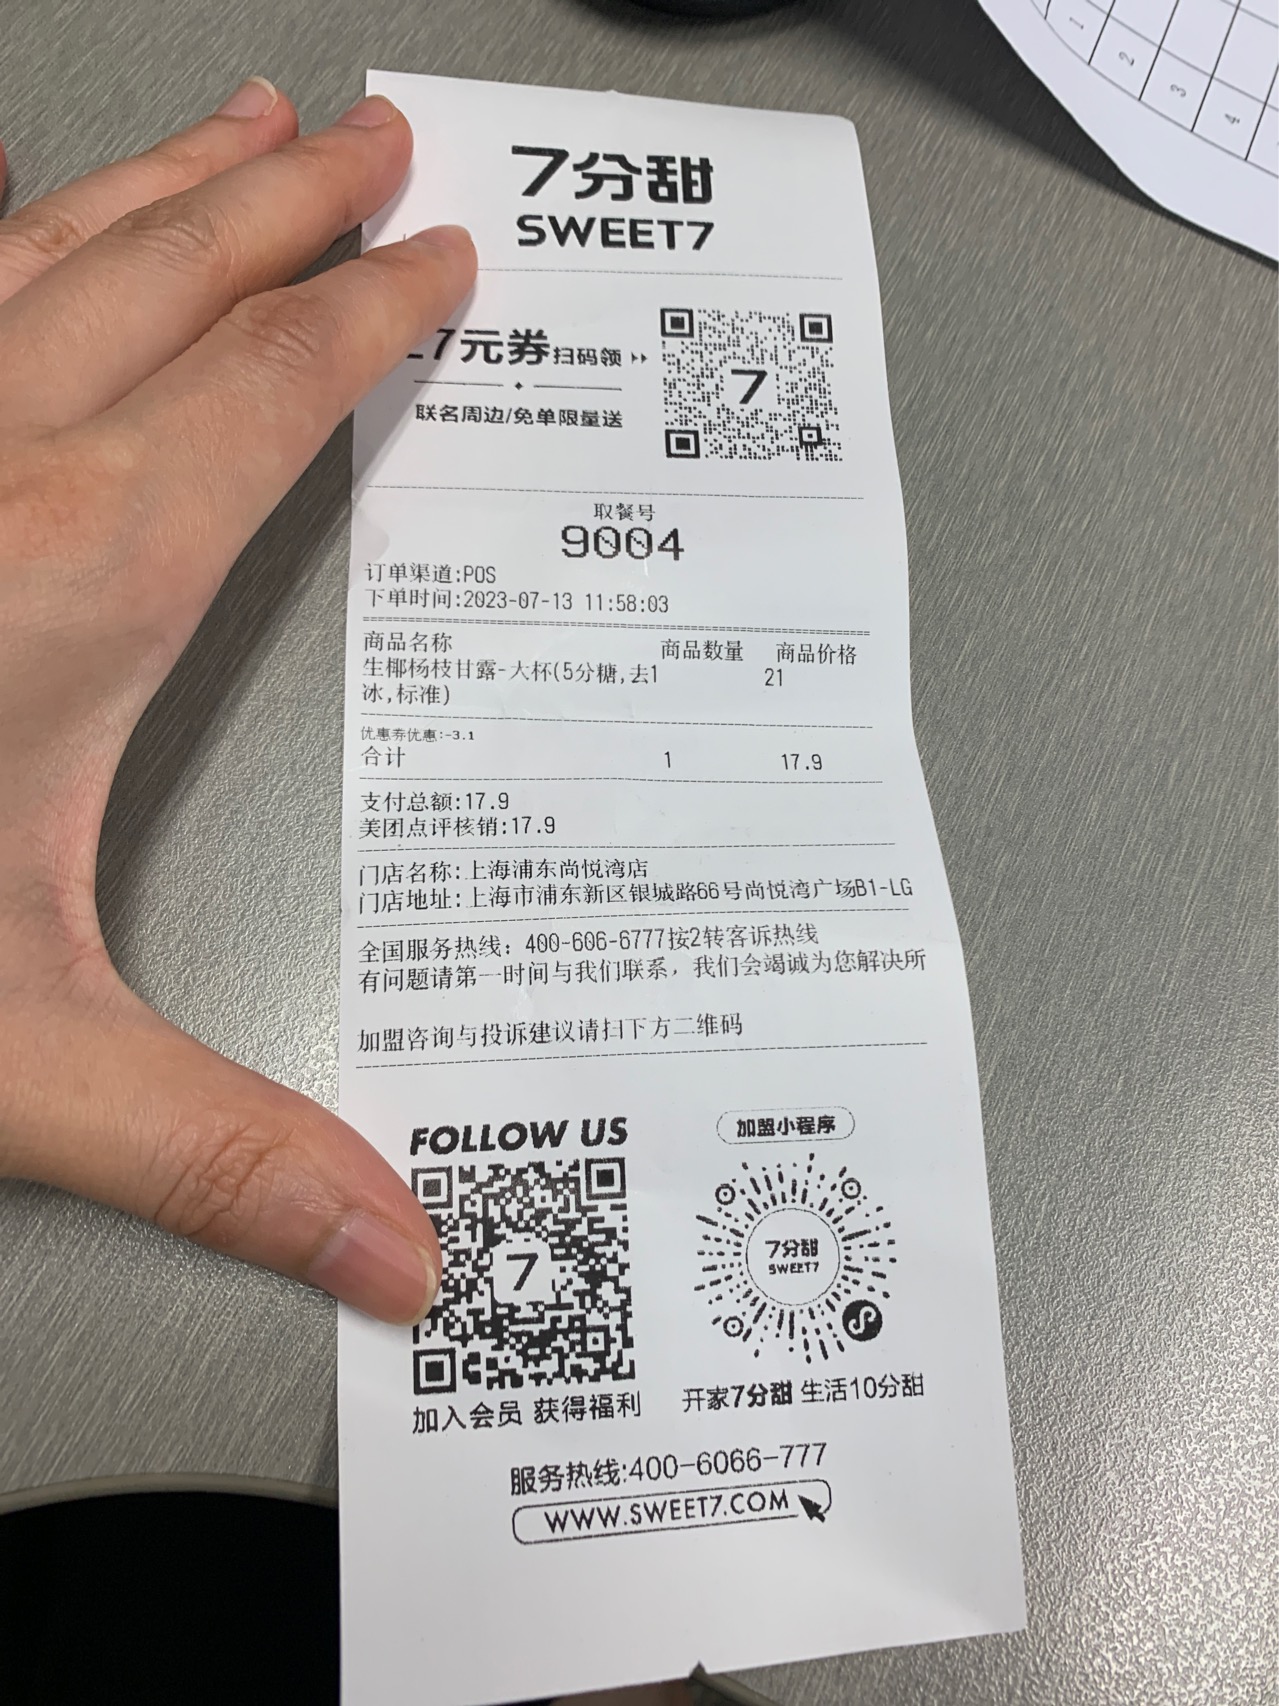 7分甜
SWEET7
7元券扫码领
联名周边/免单限量送
7
取餐号
9004
订单渠道:POS
下单时间:2023-07-13 11:58:03
商品名称 商品数量 商品价格
生椰杨枝甘露-大杯(5分糖,去1 21
冰,标准)
优惠券优惠:-3.1
合计 1 17.9
支付总额:17.9
美团点评核销:17.9
门店名称:上海浦东尚悦湾店
门店地址:上海市浦东新区银城路66号尚悦湾广场B1-LG
全国服务热线：400-606-6777按2转客诉热线
有问题请第一时间与我们联系，我们会竭诚为您解决所
加盟咨询与投诉建议请扫下方二维码
FOLLOW US
7
加入会员 获得福利
加盟小程序
7分甜
SWEET7
开家7分甜 生活10分甜
服务热线:400-6066-777
WWW.SWEET7.COM
1
2
3
4